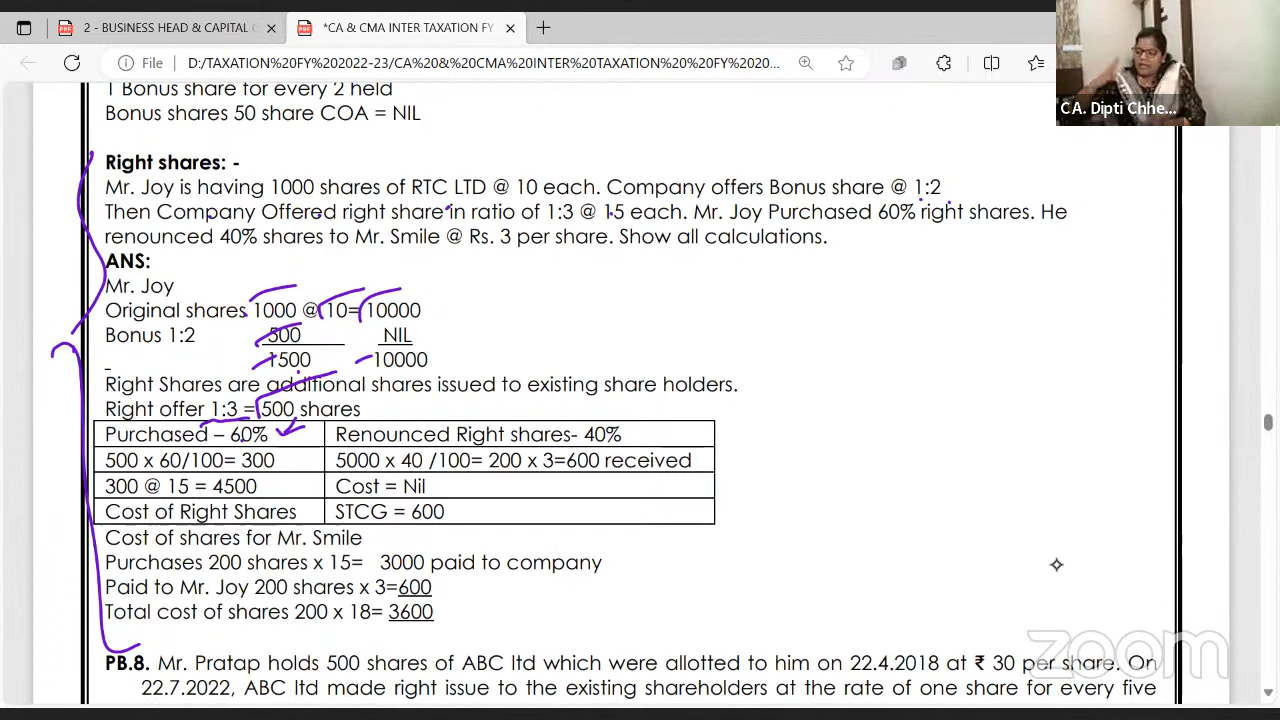 2 - BUSINESS HEAD & CAPITAL
*CA & CMA INTER TAXATION FY
File
D:/TAXATION%20FY%202022-23/CA%20%20%20CMA%20INTER%20TAXATION%20%20FY%2020...
CA. Dipti Chhe...
1 Bonus share for every 2 held
Bonus shares 50 share COA = NIL
Right shares: -
Mr. Joy is having 1000 shares of RTC LTD @ 10 each. Company offers Bonus share @ 1:2
Then Company Offered right share in ratio of 1:3 @ 15 each. Mr. Joy Purchased 60% right shares. He
renounced 40% shares to Mr. Smile @ Rs. 3 per share. Show all calculations.
ANS:
Mr. Joy
Original shares 1000 @ 10= 10000
Bonus 1:2 500 NIL
1500 10000
Right Shares are additional shares issued to existing share holders.
Right offer 1:3 = 500 shares
Purchased – 60% Renounced Right shares- 40%
500 x 60/100= 300 5000 x 40 /100= 200 x 3=600 received
300 @ 15 = 4500 Cost = Nil
Cost of Right Shares STCG = 600
Cost of shares for Mr. Smile
Purchases 200 shares x 15= 3000 paid to company
Paid to Mr. Joy 200 shares x 3=600
Total cost of shares 200 x 18= 3600
PB.8. Mr. Pratap holds 500 shares of ABC ltd which were allotted to him on 22.4.2018 at ₹ 30 per share. On
22.7.2022, ABC ltd made right issue to the existing shareholders at the rate of one share for every five
zoom